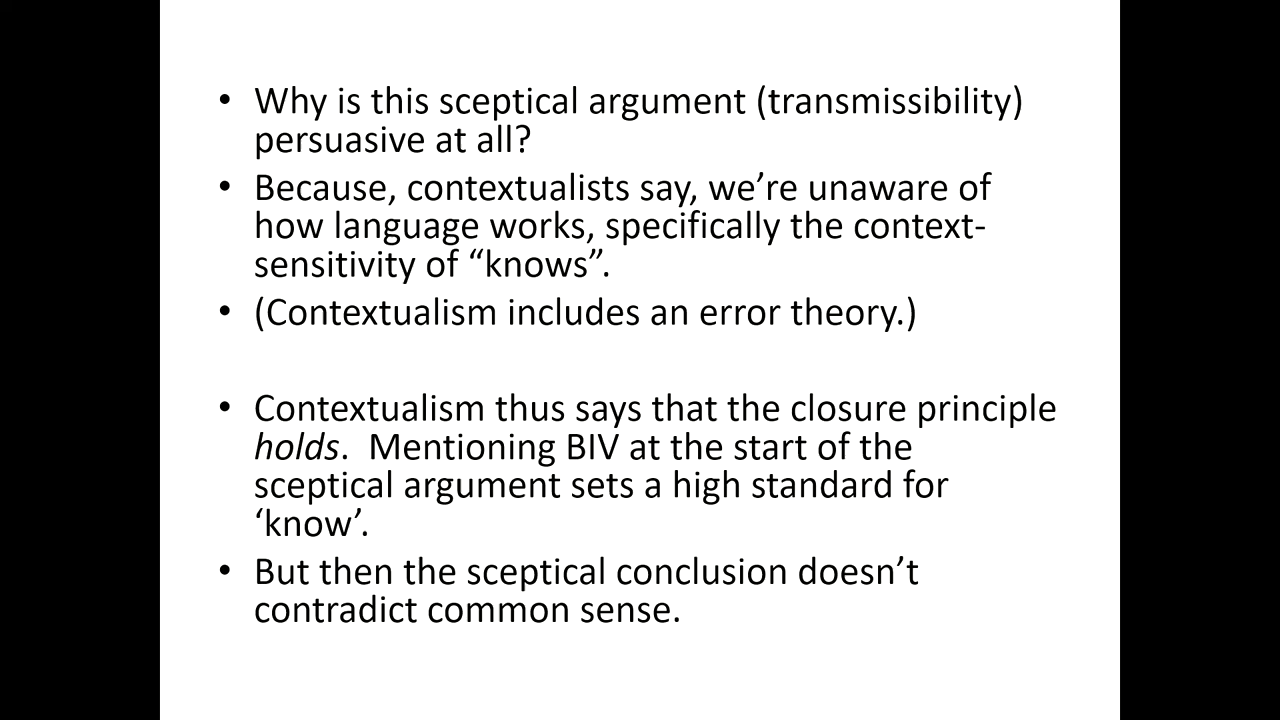 • Why is this sceptical argument (transmissibility)
persuasive at all?
• Because, contextualists say, we’re unaware of
how language works, specifically the context-
sensitivity of “knows”.
• (Contextualism includes an error theory.)
• Contextualism thus says that the closure principle
holds.  Mentioning BIV at the start of the
sceptical argument sets a high standard for
‘know’.
• But then the sceptical conclusion doesn’t
contradict common sense.